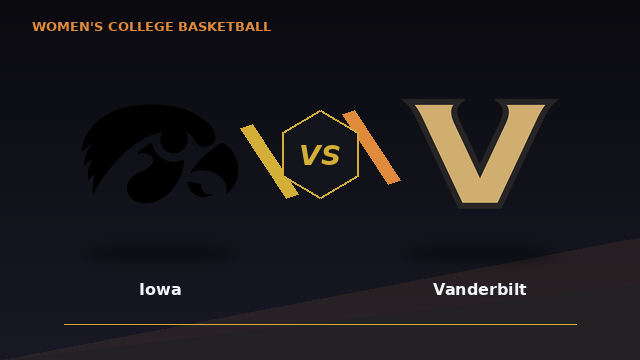 WOMEN'S COLLEGE BASKETBALL
VS
V
Iowa
Vanderbilt